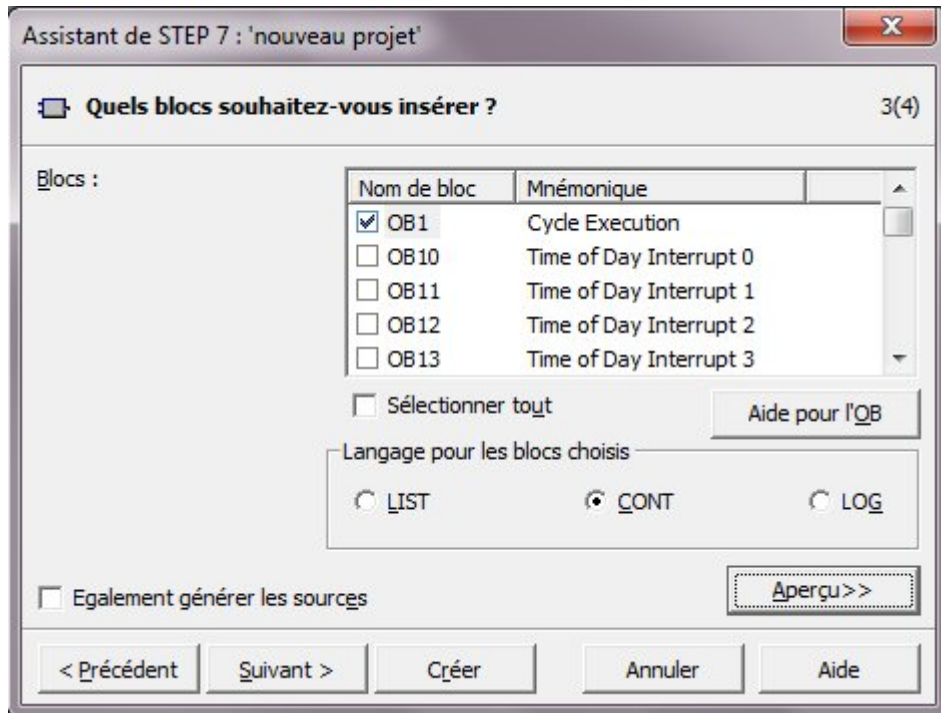 Assistant de STEP 7 : 'nouveau projet'
Quels blocs souhaitez-vous insérer ? 3(4)
Blocs :
Nom de bloc Mnémonique
OB1 Cycle Execution
OB10 Time of Day Interrupt 0
OB11 Time of Day Interrupt 1
OB12 Time of Day Interrupt 2
OB13 Time of Day Interrupt 3
Sélectionner tout Aide pour l'OB
Langage pour les blocs choisis
LIST CONT LOG
Egalement générer les sources Aperçu>>
< Précédent Suivant > Créer Annuler Aide